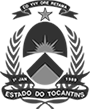 CO YVY ORE RETAMA
1º JAN 1989
ESTADO DO TOCANTINS